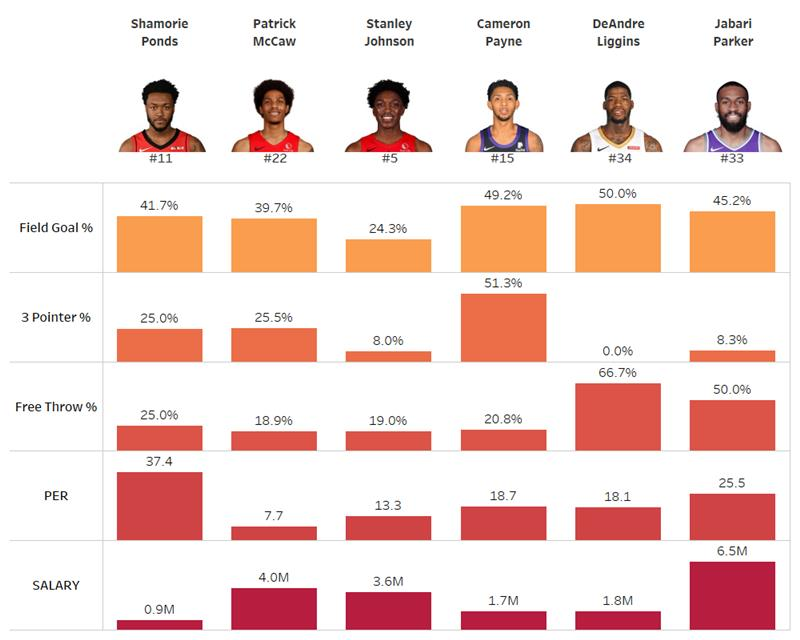 Shamorie Ponds
Patrick McCaw
Stanley Johnson
Cameron Payne
DeAndre Liggins
Jabari Parker
#11 #22 #5 #15 #34 #33
Field Goal % 41.7% 39.7% 24.3% 49.2% 50.0% 45.2%
3 Pointer % 25.0% 25.5% 8.0% 51.3% 0.0% 8.3%
Free Throw % 25.0% 18.9% 19.0% 20.8% 66.7% 50.0%
PER 37.4 7.7 13.3 18.7 18.1 25.5
SALARY 0.9M 4.0M 3.6M 1.7M 1.8M 6.5M